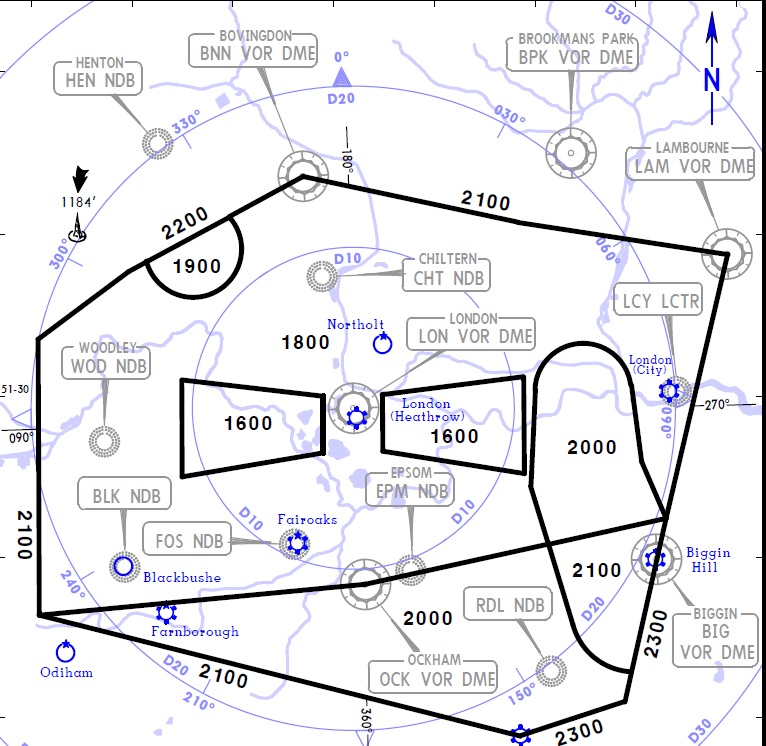 D30
BOVINGDON
BNN VOR DME
BROOKMANS PARK
BPK VOR DME
N
HENTON
HEN NDB
0°
D20
330°
030°
180°
LAMBOURNE
LAM VOR DME
1184'
2200
2100
300°
1900
D10
060°
CHILTERN
CHT NDB
LCY LCTR
Northolt
LONDON
LON VOR DME
1800
WOODLEY
WOD NDB
London
(City)
51-30
090°
270°
London
(Heathrow)
1600
1600
090°
2000
EPSOM
EPM NDB
BLK NDB
D10
D10
Fairoaks
FOS NDB
2100
Blackbushe
240°
Biggin
Hill
2100
RDL NDB
D20
2000
BIGGIN
BIG
VOR DME
Farnborough
2300
OCKHAM
OCK VOR DME
Odiham
D20
2100
210°
150°
360°
2300
D30